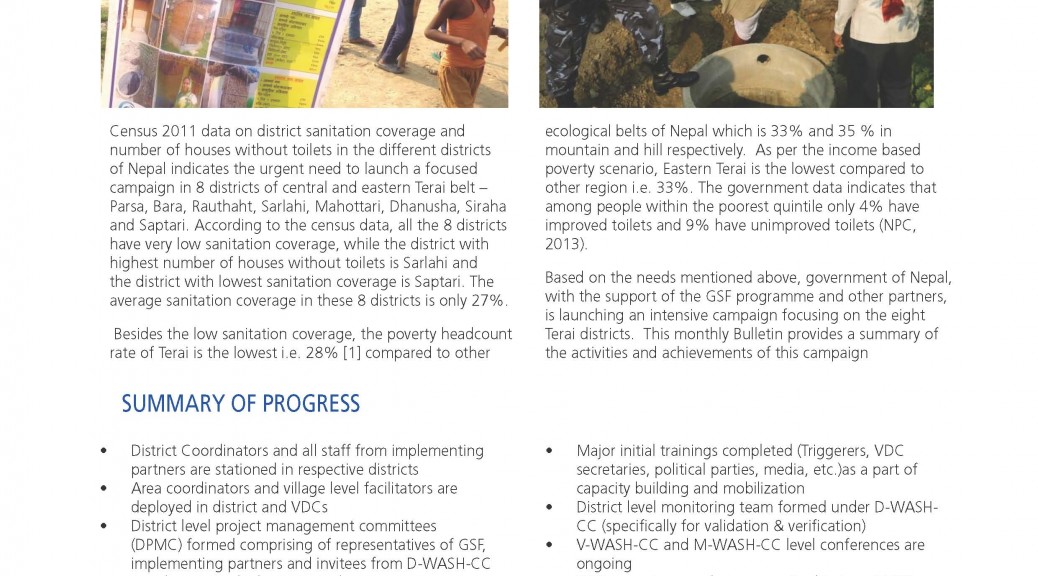 Census 2011 data on district sanitation coverage and
number of houses without toilets in the different districts
of Nepal indicates the urgent need to launch a focused
campaign in 8 districts of central and eastern Terai belt –
Parsa, Bara, Rauthaht, Sarlahi, Mahottari, Dhanusha, Siraha
and Saptari. According to the census data, all the 8 districts
have very low sanitation coverage, while the district with
highest number of houses without toilets is Sarlahi and
the district with lowest sanitation coverage is Saptari. The
average sanitation coverage in these 8 districts is only 27%.
Besides the low sanitation coverage, the poverty headcount
rate of Terai is the lowest i.e. 28% [1] compared to other
ecological belts of Nepal which is 33% and 35 % in
mountain and hill respectively. As per the income based
poverty scenario, Eastern Terai is the lowest compared to
other region i.e. 33%. The government data indicates that
among people within the poorest quintile only 4% have
improved toilets and 9% have unimproved toilets (NPC,
2013).
Based on the needs mentioned above, government of Nepal,
with the support of the GSF programme and other partners,
is launching an intensive campaign focusing on the eight
Terai districts. This monthly Bulletin provides a summary of
the activities and achievements of this campaign
SUMMARY OF PROGRESS
• District Coordinators and all staff from implementing
partners are stationed in respective districts
• Area coordinators and village level facilitators are
deployed in district and VDCs
• District level project management committees
(DPMC) formed comprising of representatives of GSF,
implementing partners and invitees from D-WASH-CC
• Major initial trainings completed (Triggerers, VDC
secretaries, political parties, media, etc.)as a part of
capacity building and mobilization
• District level monitoring team formed under D-WASH-
CC (specifically for validation & verification)
• V-WASH-CC and M-WASH-CC level conferences are
ongoing